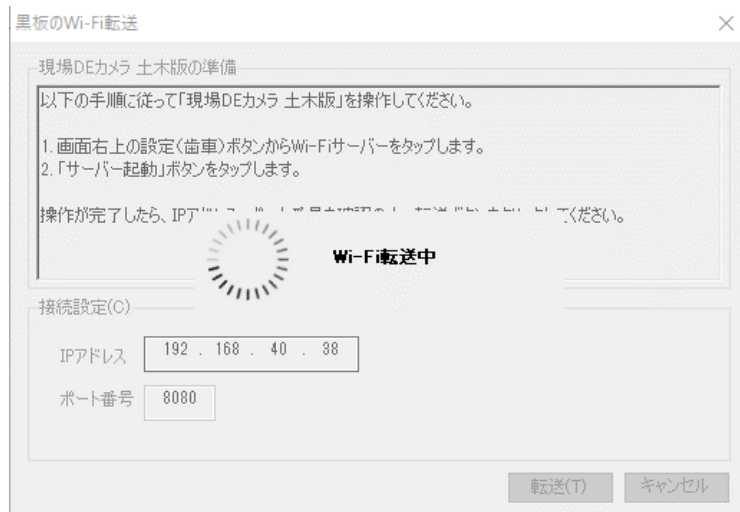 黒板のWi-Fi転送
現場DEカメラ 土木版の準備
以下の手順に従って「現場DEカメラ 土木版」を操作してください。
1. 画面右上の設定(歯車)ボタンからWi-Fiサーバーをタップします。
2.「サーバー起動」ボタンをタップします。
操作が完了したら、IPア
てください。
Wi-Fi転送中
接続設定(C)
IPアドレス 192 . 168 . 40 . 38
ポート番号 8080
転送(T) キャンセル